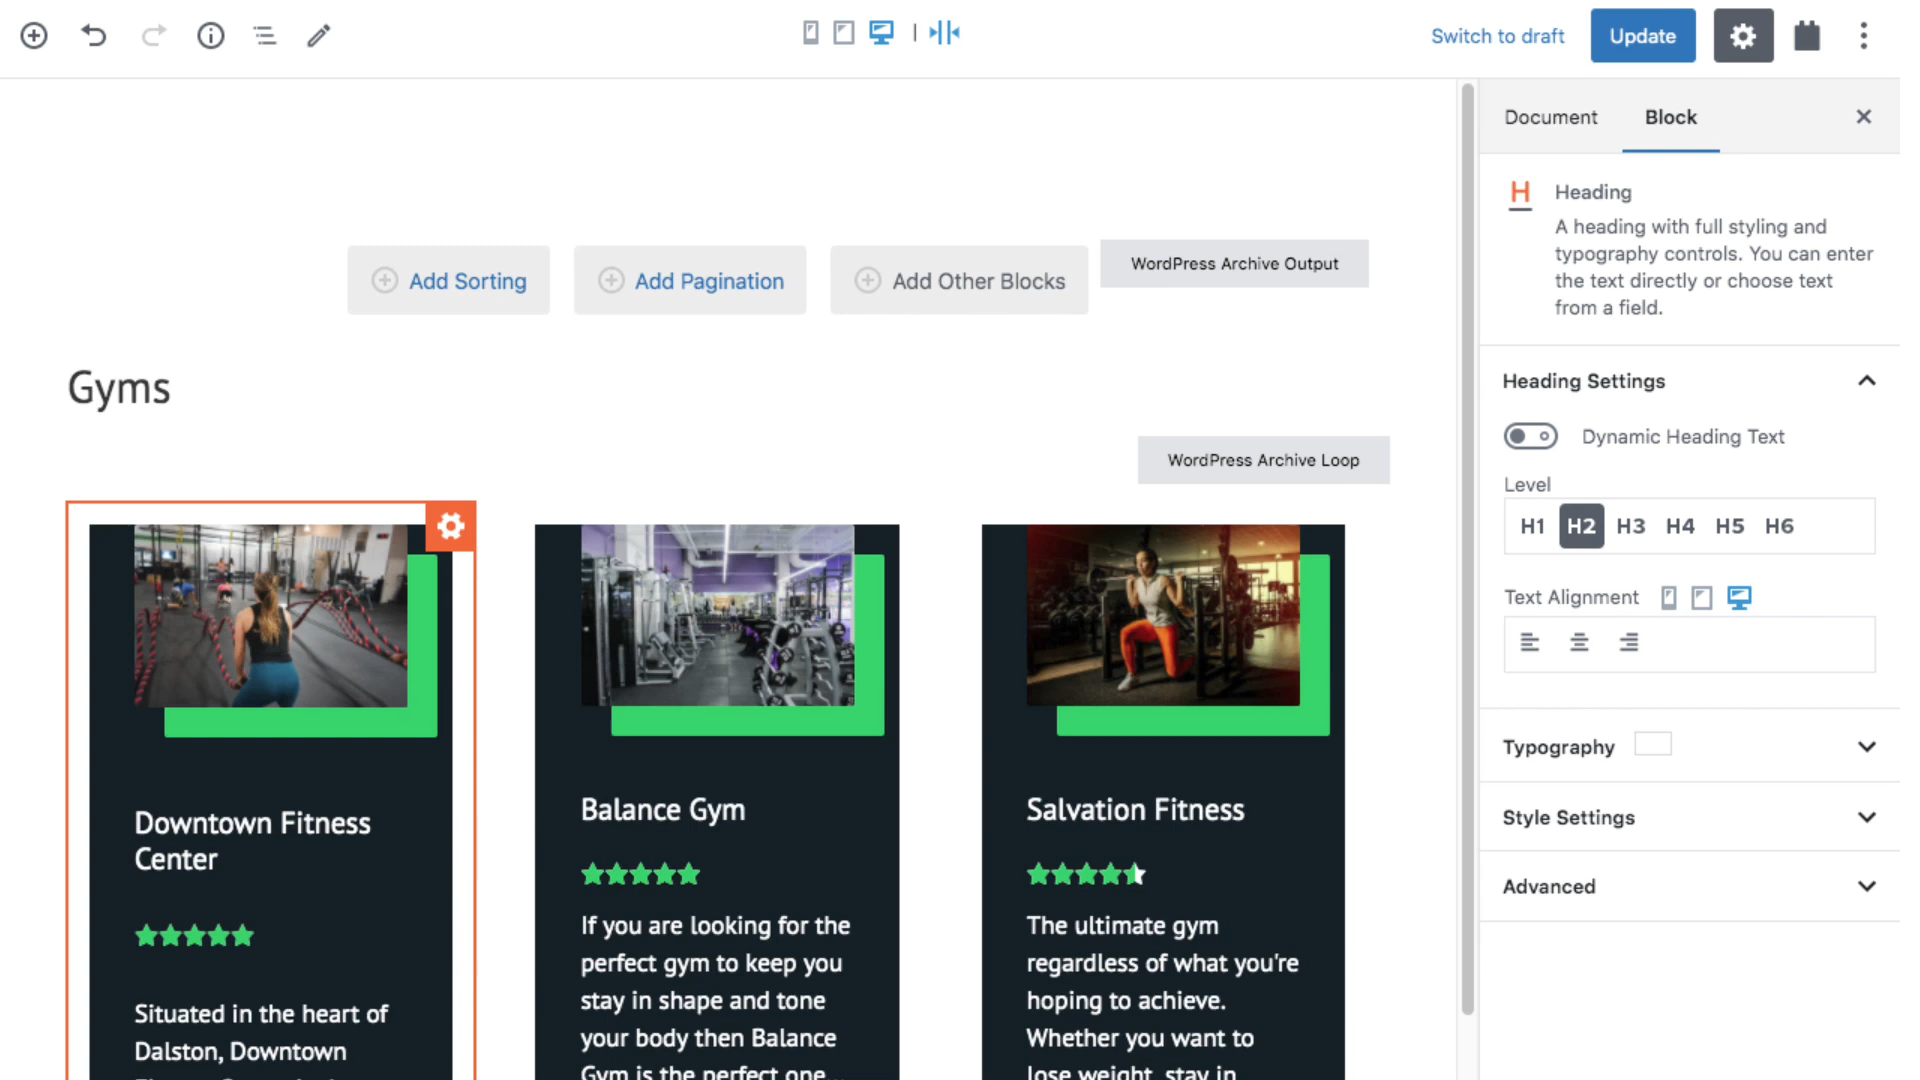 Switch to draft
Update
Document
Block
Heading
A heading with full styling and
typography controls. You can enter
the text directly or choose text
from a field.
Add Sorting
Add Pagination
Add Other Blocks
WordPress Archive Output
Heading Settings
Gyms
Dynamic Heading Text
WordPress Archive Loop
Level
H1 H2 H3 H4 H5 H6
Text Alignment
Typography
Style Settings
Advanced
Downtown Fitness
Center
Situated in the heart of
Dalston, Downtown
Balance Gym
If you are looking for the
perfect gym to keep you
stay in shape and tone
your body then Balance
Gym is the perfect one...
Salvation Fitness
The ultimate gym
regardless of what you're
hoping to achieve.
Whether you want to
lose weight, stay in